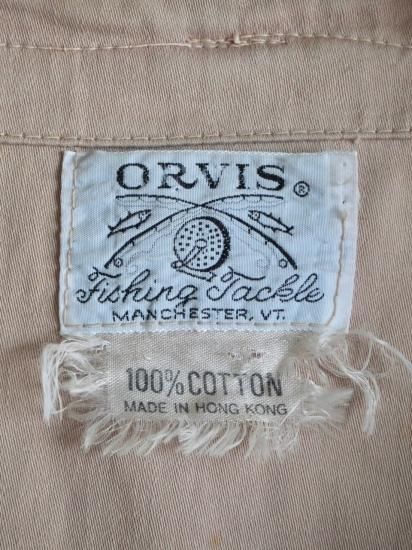 ORVIS®
Fishing Tackle
MANCHESTER, VT.
100% COTTON
MADE IN HONG KONG